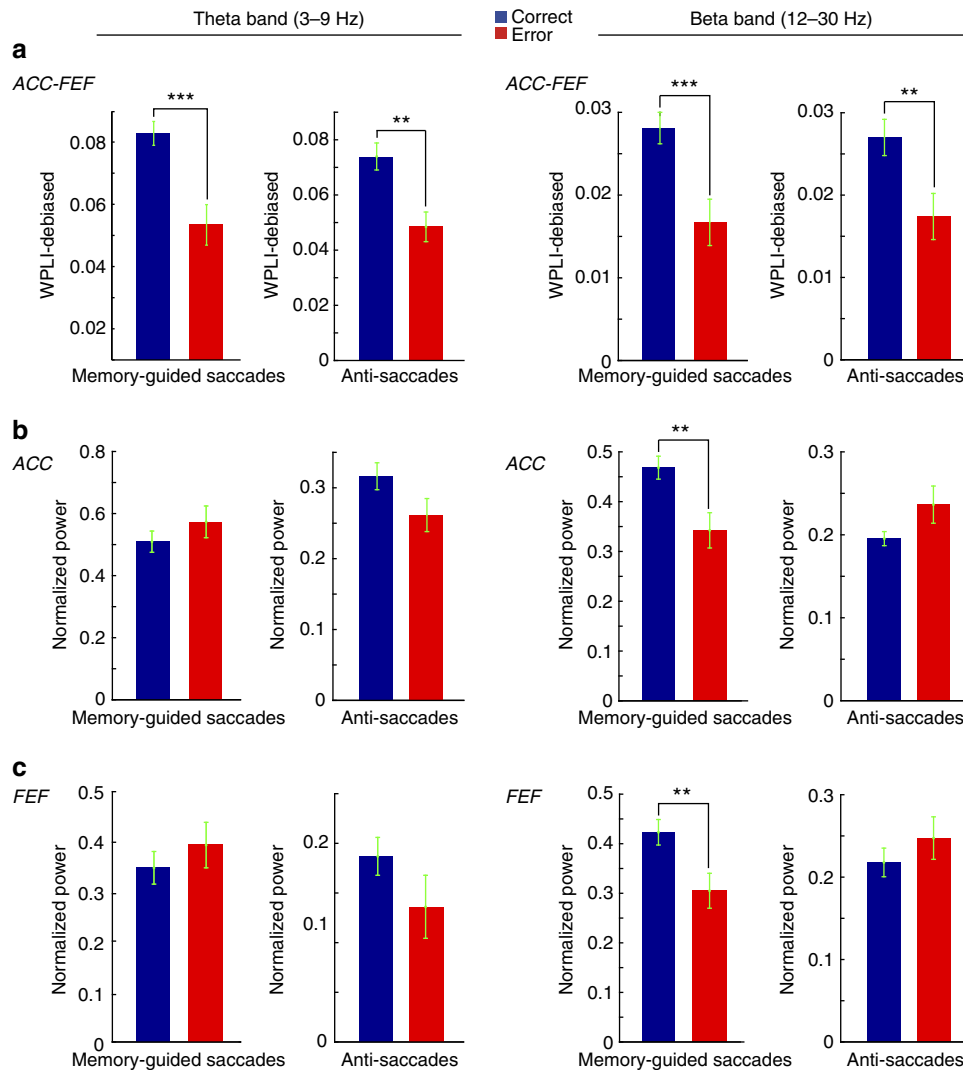 Theta band (3–9 Hz)
Correct
Error
Beta band (12–30 Hz)
a
ACC-FEF
WPLI-debiased
0.08
0.06
0.04
0.02
***
Memory-guided saccades
WPLI-debiased
0.08
0.06
0.04
0.02
0
**
Anti-saccades
ACC-FEF
WPLI-debiased
0.03
0.02
0.01
0
***
Memory-guided saccades
WPLI-debiased
0.03
0.02
0.01
0
**
Anti-saccades
b
ACC
Normalized power
0.8
0.6
0.4
0.2
0
Memory-guided saccades
Normalized power
0.3
0.2
0.1
0
Anti-saccades
ACC
Normalized power
0.5
0.4
0.3
0.5
0.1
0
**
Memory-guided saccades
Normalized power
0.3
0.2
0.1
0
Anti-saccades
c
FEF
Normalized power
0.5
0.4
0.3
0.2
0.1
0
Memory-guided saccades
Normalized power
0.2
0.1
0
Anti-saccades
FEF
Normalized power
0.5
0.4
0.3
0.5
0.1
0
**
Memory-guided saccades
Normalized power
0.3
0.2
0.1
0
Anti-saccades